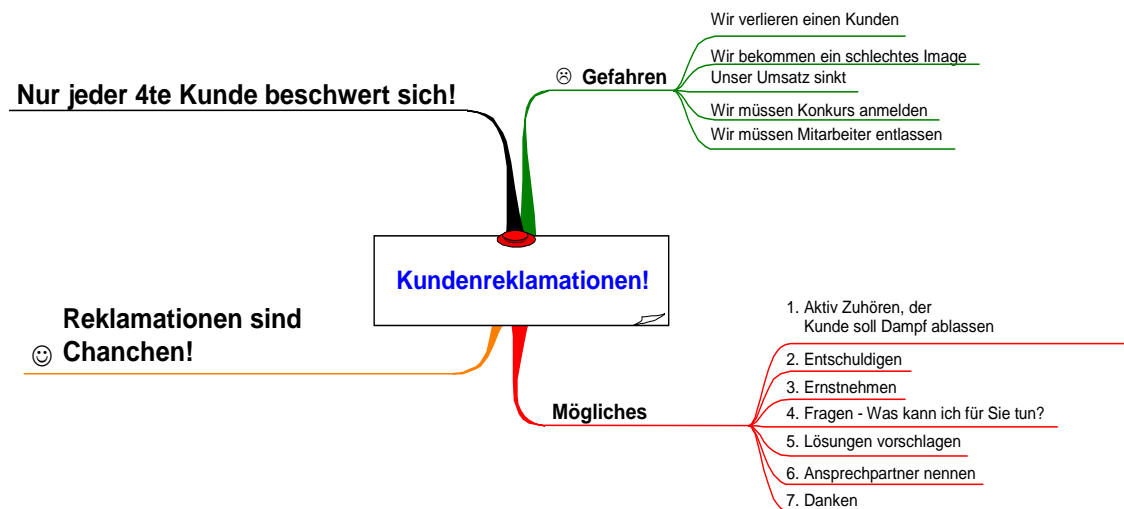 Nur jeder 4te Kunde beschwert sich!
☹ Gefahren
Wir verlieren einen Kunden
Wir bekommen ein schlechtes Image
Unser Umsatz sinkt
Wir müssen Konkurs anmelden
Wir müssen Mitarbeiter entlassen
Kundenreklamationen!
Reklamationen sind
☺ Chanchen!
Mögliches
1. Aktiv Zuhören, der
Kunde soll Dampf ablassen
2. Entschuldigen
3. Ernstnehmen
4. Fragen - Was kann ich für Sie tun?
5. Lösungen vorschlagen
6. Ansprechpartner nennen
7. Danken